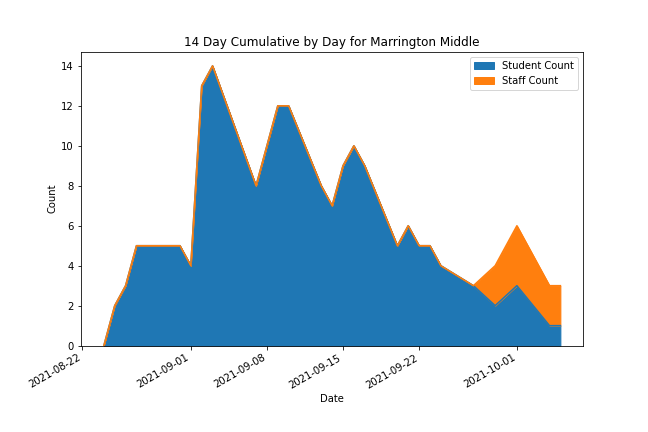 14 Day Cumulative by Day for Marrington Middle
Student Count
Staff Count
14
12
10
8
6
4
2
0
Count
2021-08-22
2021-09-01
2021-09-08
2021-09-15
2021-09-22
2021-10-01
Date